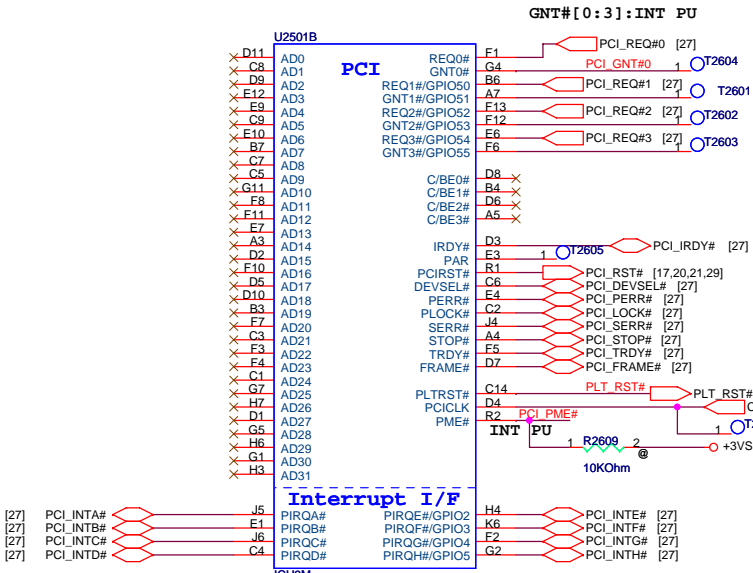 GNT#[0:3]:INT PU
U2501B
PCI
D11 AD0 REQ0# F1 PCI_REQ#0 [27]
C8 AD1 GNT0# G4 PCI_GNT#0 1 T2604
D9 AD2 REQ1#/GPIO50 B6 PCI_REQ#1 [27]
E12 AD3 GNT1#/GPIO51 A7 1 T2601
E9 AD4 REQ2#/GPIO52 F13 PCI_REQ#2 [27]
C9 AD5 GNT2#/GPIO53 F12 1 T2602
E10 AD6 REQ3#/GPIO54 E6 PCI_REQ#3 [27]
B7 AD7 GNT3#/GPIO55 F6 1 T2603
C7 AD8
C5 AD9 C/BE0# D8
G11 AD10 C/BE1# B4
F8 AD11 C/BE2# D6
F11 AD12 C/BE3# A5
E7 AD13
A3 AD14 IRDY# D3 PCI_IRDY# [27]
D2 AD15 PAR E3 1 T2605
F10 AD16 PCIRST# R1 PCI_RST# [17,20,21,29]
D5 AD17 DEVSEL# C6 PCI_DEVSEL# [27]
D10 AD18 PERR# E4 PCI_PERR# [27]
B3 AD19 PLOCK# C2 PCI_LOCK# [27]
F7 AD20 SERR# J4 PCI_SERR# [27]
C3 AD21 STOP# A4 PCI_STOP# [27]
F3 AD22 TRDY# F5 PCI_TRDY# [27]
F4 AD23 FRAME# D7 PCI_FRAME# [27]
C1 AD24
G7 AD25 PLTRST# C14 PLT_RST# PLT_RST#
H7 AD26 PCICLK D4
D1 AD27 PME# R2 PCI_PME#
G5 AD28 INT PU 1
H6 AD29 1 R2609 2 +3VS
@
G1 AD30
10KOhm
H3 AD31
Interrupt I/F
[27] PCI_INTA# J5 PIRQA# PIRQE#/GPIO2 H4 PCI_INTE# [27]
[27] PCI_INTB# E1 PIRQB# PIRQF#/GPIO3 K6 PCI_INTF# [27]
[27] PCI_INTC# J6 PIRQC# PIRQG#/GPIO4 F2 PCI_INTG# [27]
[27] PCI_INTD# C4 PIRQD# PIRQH#/GPIO5 G2 PCI_INTH# [27]